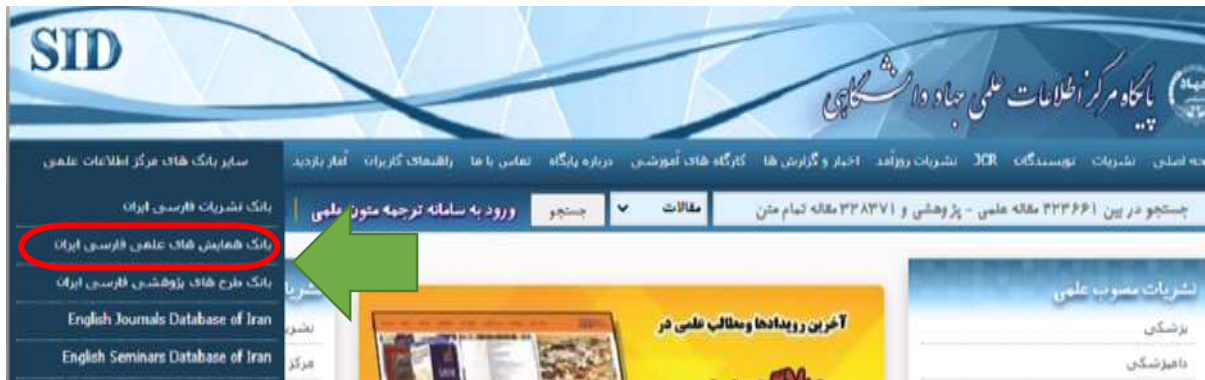 SID
پایگاه مرکز اطلاعات علمی جهاد دانشگاهی
اصلی نشریات نویسندگان JCR نشریات روزآمد اخبار و گزارش ها کارگاه های آموزشی درباره پایگاه تماس با ما راهنمای کاربران آمار بازدید
سایر بانک های مرکز اطلاعات علمی
جستجو در بین ۴۲۳۶۶۱ مقاله علمی - پژوهشی و ۳۳۸۳۷۱ مقاله تمام متن
مقالات
جستجو
ورود به سامانه ترجمه متون علمی
بانک نشریات فارسی ایران
بانک همایش های علمی فارسی ایران
بانک طرح های پژوهشی فارسی ایران
English Journals Database of Iran
English Seminars Database of Iran
نشریات مصوب علمی
پزشکی
دامپزشکی
آخرین رویدادها ومطالب علمی در
مرکز